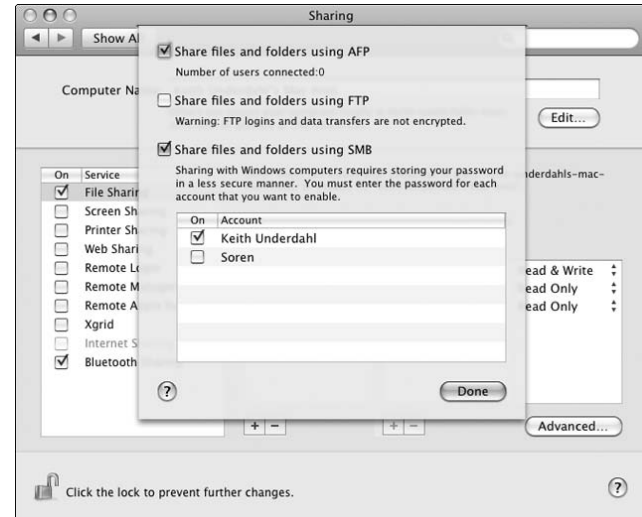 Sharing
Show Al
Computer Na
Edit...
Share files and folders using AFP
Number of users connected:0
Share files and folders using FTP
Warning: FTP logins and data transfers are not encrypted.
Share files and folders using SMB
Sharing with Windows computers requires storing your password
in a less secure manner. You must enter the password for each
account that you want to enable.
On Account
Keith Underdahl
Soren
? Done
nderdahls-mac-
On Service
File Sharin
Screen Sh
Printer Sh
Web Shari
Remote Lo
Remote M
Remote A
Xgrid
Internet S
Bluetooth
ead & Write
ead Only
ead Only
+ − + −
Advanced...
Click the lock to prevent further changes.
?